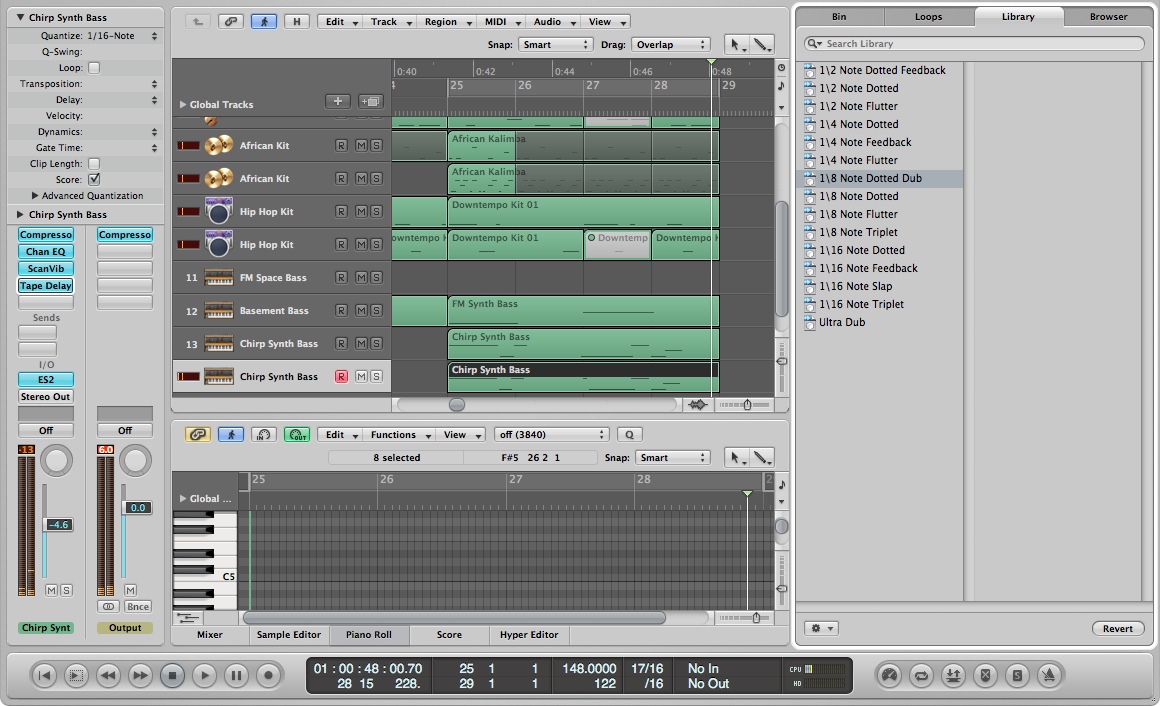 Chirp Synth Bass
Quantize: 1/16-Note
Q-Swing:
Loop:
Transposition:
Delay:
Velocity:
Dynamics:
Gate Time:
Clip Length:
Score:
Advanced Quantization
Chirp Synth Bass
Compresso Compresso
Chan EQ
ScanVib
Tape Delay
Sends
I/O
ES2
Stereo Out
Off Off
-13 6.0
-4.6 0.0
M S M
Bnce
Chirp Synt Output
H Edit Track Region MIDI Audio View
Snap: Smart Drag: Overlap
0:40 0:42 0:44 0:46 0:48
4 25 26 27 28 29
Global Tracks
African Kit R M S African Kalimba
African Kit R M S African Kalimba
Hip Hop Kit R M S Downtempo Kit 01
Hip Hop Kit R M S owntempo K Downtempo Kit 01 Downtemp Downtempo K
11 FM Space Bass R M S
12 Basement Bass R M S FM Synth Bass
13 Chirp Synth Bass R M S Chirp Synth Bass
Chirp Synth Bass R M S Chirp Synth Bass
IN OUT Edit Functions View off (3840) Q
8 selected F#5 26 2 1 Snap: Smart
25 26 27 28 2
Global ...
C5
Mixer Sample Editor Piano Roll Score Hyper Editor
Bin Loops Library Browser
Search Library
1\2 Note Dotted Feedback
1\2 Note Dotted
1\2 Note Flutter
1\4 Note Dotted
1\4 Note Feedback
1\4 Note Flutter
1\8 Note Dotted Dub
1\8 Note Dotted
1\8 Note Flutter
1\8 Note Triplet
1\16 Note Dotted
1\16 Note Feedback
1\16 Note Slap
1\16 Note Triplet
Ultra Dub
Revert
01 : 00 : 48 : 00.70 25 1 1 148.0000 17/16 No In CPU
28 15 228. 29 1 1 122 /16 No Out HD
S